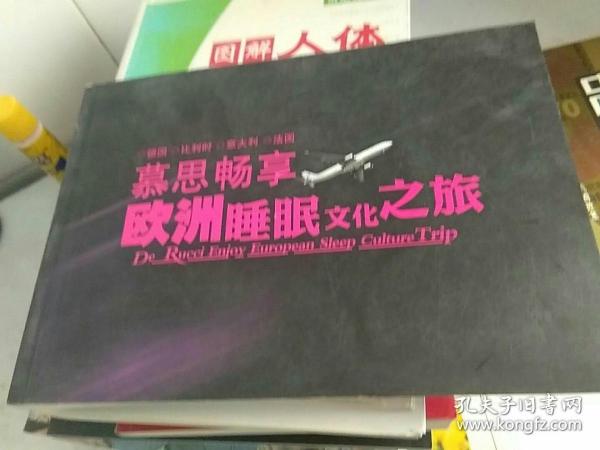 图解人体
德国 比利时 意大利 法国
慕思畅享
欧洲睡眠文化之旅
De Rucci Enjoy European Sleep Culture Trip
孔夫子旧书网
www.kongfz.com